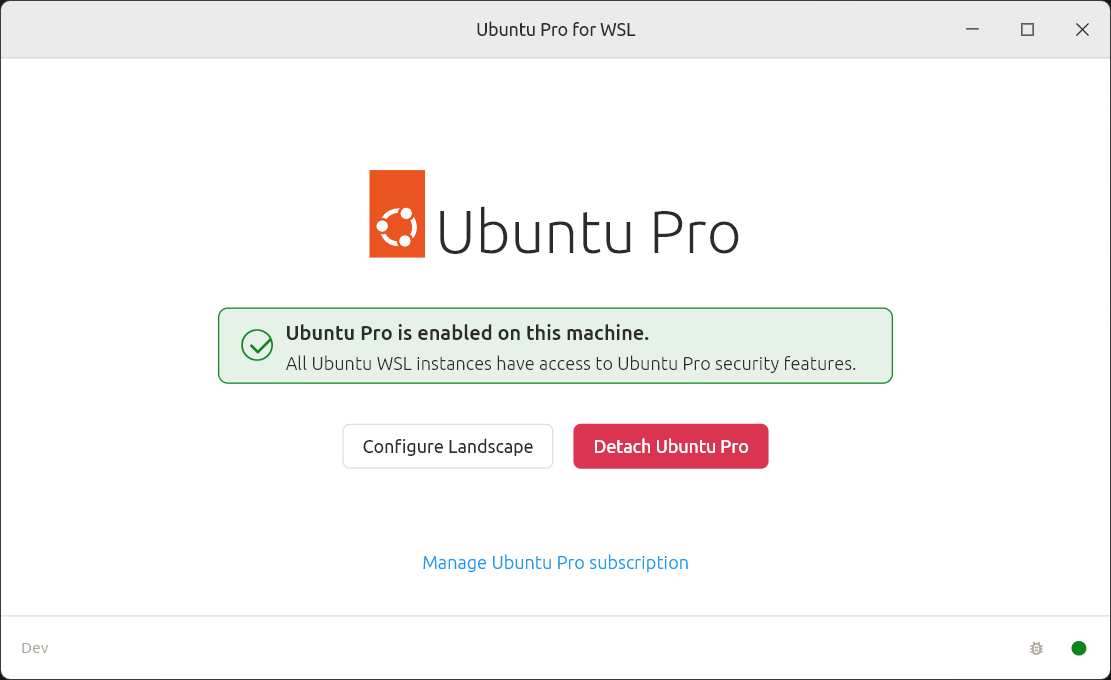 Ubuntu Pro for WSL
Ubuntu Pro
Ubuntu Pro is enabled on this machine.
All Ubuntu WSL instances have access to Ubuntu Pro security features.
Configure Landscape
Detach Ubuntu Pro
Manage Ubuntu Pro subscription
Dev